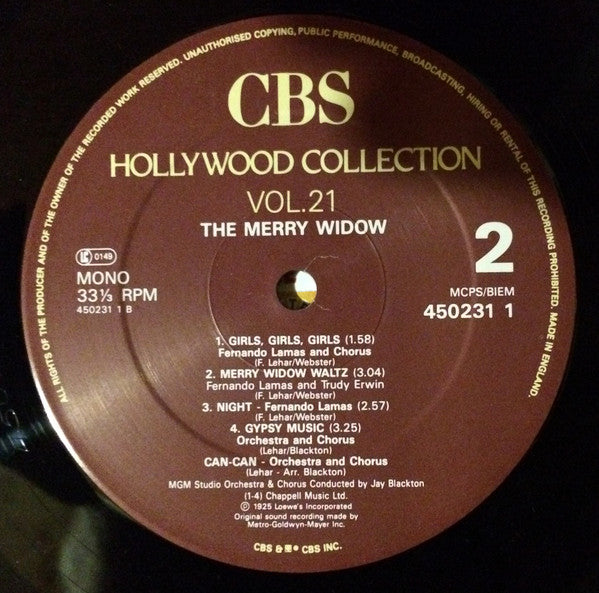 ALL RIGHTS OF THE PRODUCER AND OF THE OWNER OF THE RECORDED WORK RESERVED. UNAUTHORISED COPYING, PUBLIC PERFORMANCE, BROADCASTING, HIRING OR RENTAL OF THIS RECORDING PROHIBITED. MADE IN ENGLAND.
CBS
HOLLYWOOD COLLECTION
VOL.21
THE MERRY WIDOW
2
LC 0149
MONO
33⅓ RPM
450231 1 B
MCPS/BIEM
450231 1
1. GIRLS, GIRLS, GIRLS (1.58)
Fernando Lamas and Chorus
(F. Lehar/Webster)
2. MERRY WIDOW WALTZ (3.04)
Fernando Lamas and Trudy Erwin
(F. Lehar/Webster)
3. NIGHT - Fernando Lamas (2.57)
(F. Lehar/Webster)
4. GYPSY MUSIC (3.25)
Orchestra and Chorus
(Lehar/Blackton)
CAN-CAN - Orchestra and Chorus
(Lehar - Arr. Blackton)
MGM Studio Orchestra & Chorus Conducted by Jay Blackton
(1-4) Chappell Music Ltd.
Ⓒ Ⓟ 1925 Loewe's Incorporated
Original sound recording made by
Metro-Goldwyn-Mayer Inc.
CBS & ● CBS INC.